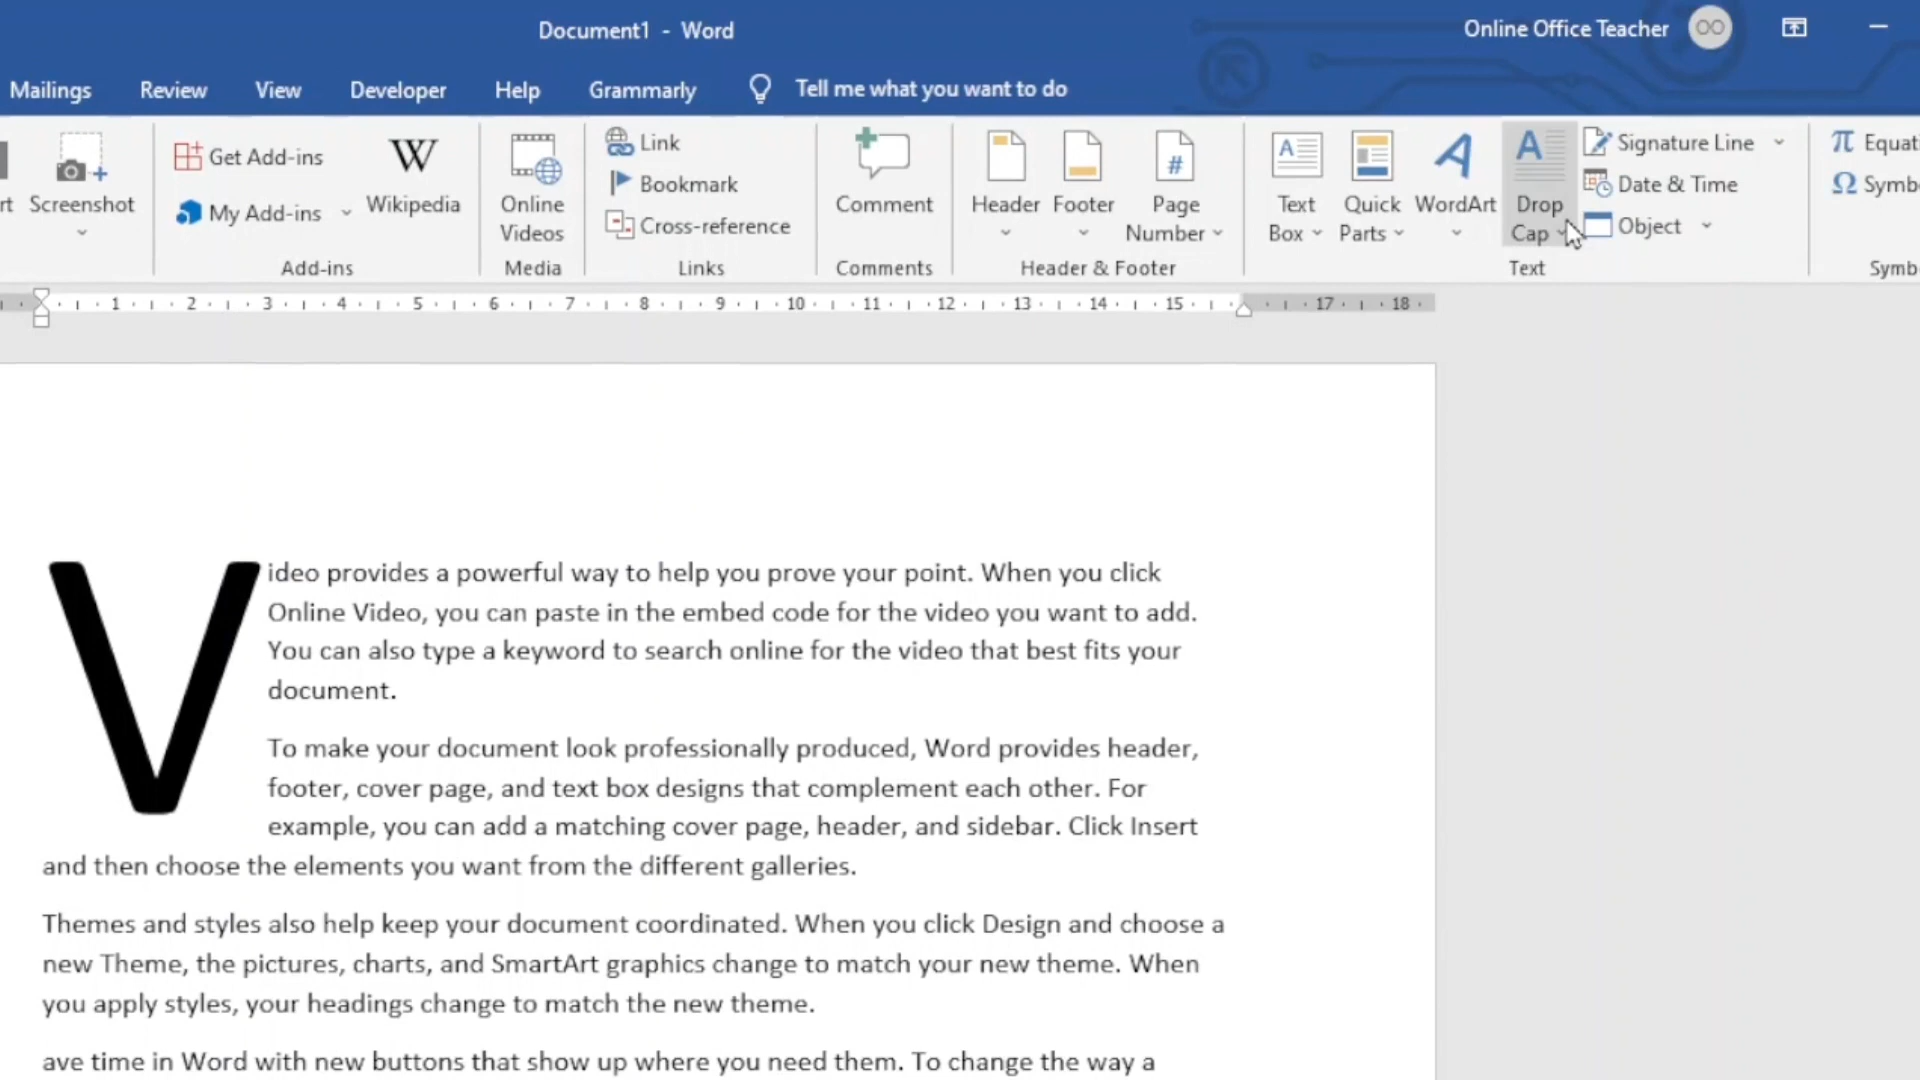 Document1 - Word
Online Office Teacher
OO
Mailings
Review
View
Developer
Help
Grammarly
Tell me what you want to do
rt
Screenshot
Get Add-ins
My Add-ins
W
Wikipedia
Add-ins
Online
Videos
Media
Link
Bookmark
Cross-reference
Links
Comment
Comments
Header
Footer
#
Page
Number
Header & Footer
A
Text
Box
Quick
Parts
A
WordArt
A
Drop
Cap
Signature Line
Date & Time
Object
Text
π Equati
Ω Symbo
Symbo
1 2 3 4 5 6 7 8 9 10 11 12 13 14 15 17 18
Video provides a powerful way to help you prove your point. When you click
Online Video, you can paste in the embed code for the video you want to add.
You can also type a keyword to search online for the video that best fits your
document.
To make your document look professionally produced, Word provides header,
footer, cover page, and text box designs that complement each other. For
example, you can add a matching cover page, header, and sidebar. Click Insert
and then choose the elements you want from the different galleries.
Themes and styles also help keep your document coordinated. When you click Design and choose a
new Theme, the pictures, charts, and SmartArt graphics change to match your new theme. When
you apply styles, your headings change to match the new theme.
ave time in Word with new buttons that show up where you need them. To change the way a